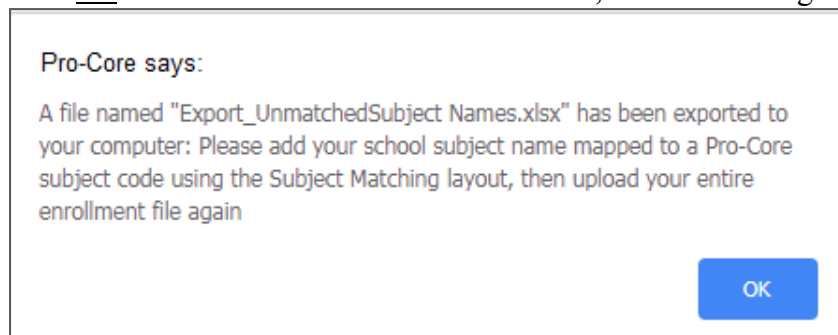 Pro-Core says:
A file named "Export_UnmatchedSubject Names.xlsx" has been exported to
your computer: Please add your school subject name mapped to a Pro-Core
subject code using the Subject Matching layout, then upload your entire
enrollment file again
OK